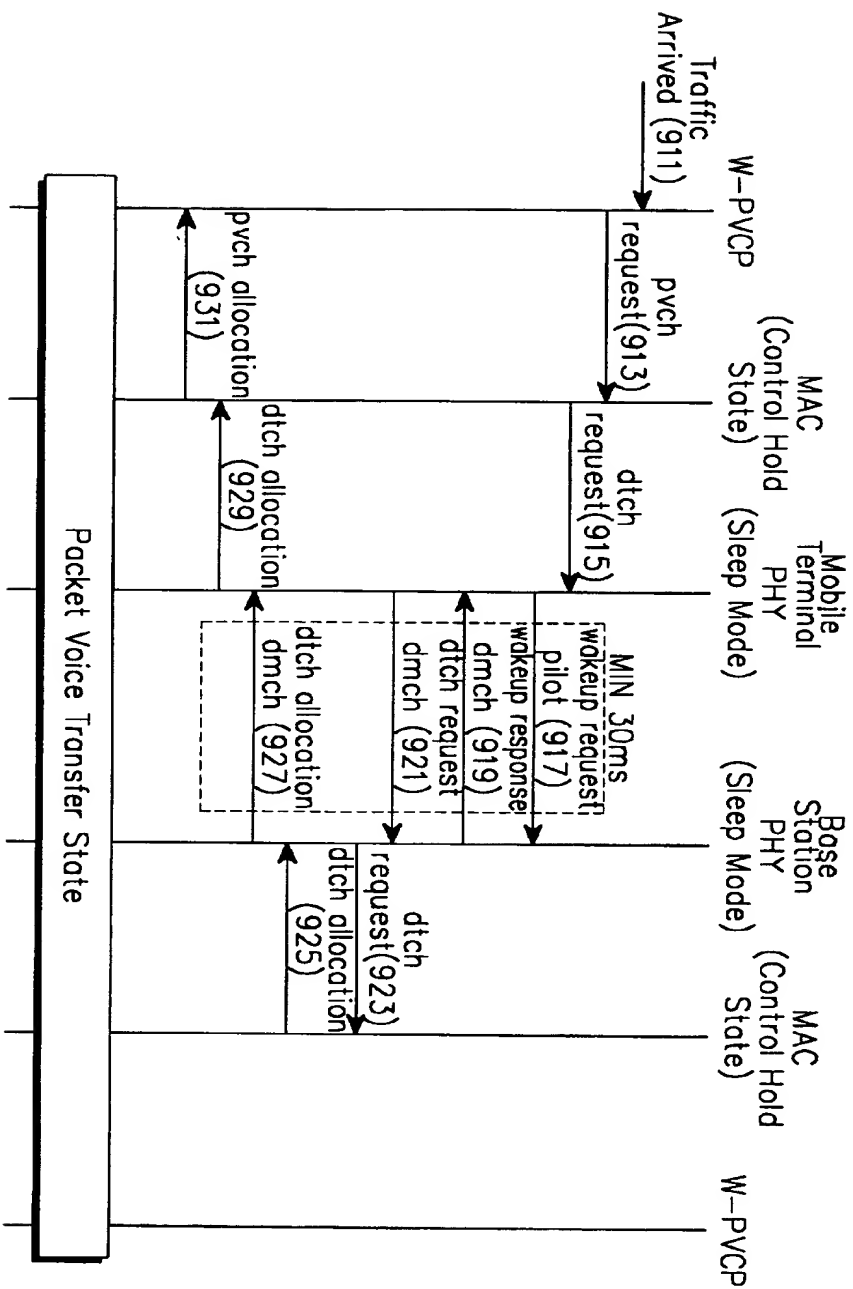 W-PVCP
MAC
(Control Hold
State)
Mobile
Terminal
PHY
(Sleep Mode)
Base
Station
PHY
(Sleep Mode)
MAC
(Control Hold
State)
W-PVCP
Traffic
Arrived (911)
pvch
request(913)
dtch
request(915)
MIN 30ms
wakeup request
pilot (917)
wakeup response
dmch (919)
dtch request
dmch (921)
dtch
request(923)
dtch allocation
(925)
dtch allocation
dmch (927)
dtch allocation
(929)
pvch allocation
(931)
Packet Voice Transfer State